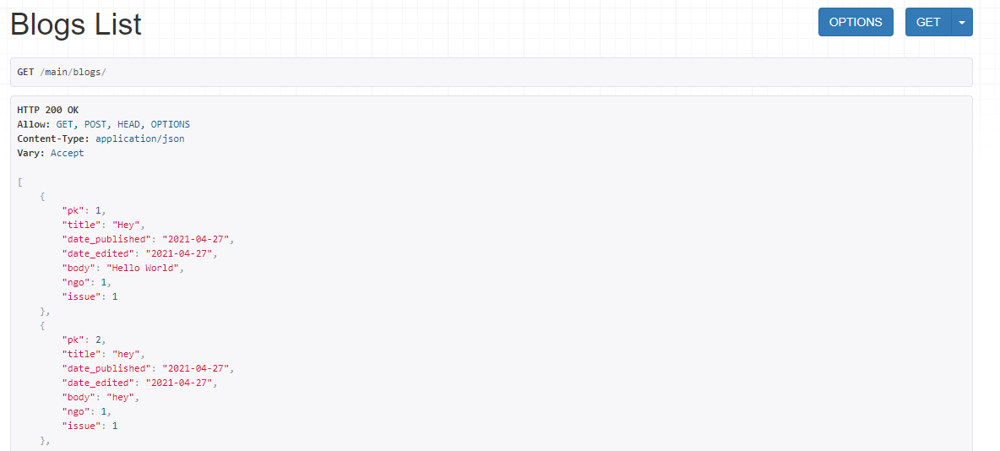 Blogs List
OPTIONS
GET
GET /main/blogs/
HTTP 200 OK
Allow: GET, POST, HEAD, OPTIONS
Content-Type: application/json
Vary: Accept
[
    {
        "pk": 1,
        "title": "Hey",
        "date_published": "2021-04-27",
        "date_edited": "2021-04-27",
        "body": "Hello World",
        "ngo": 1,
        "issue": 1
    },
    {
        "pk": 2,
        "title": "hey",
        "date_published": "2021-04-27",
        "date_edited": "2021-04-27",
        "body": "hey",
        "ngo": 1,
        "issue": 1
    },